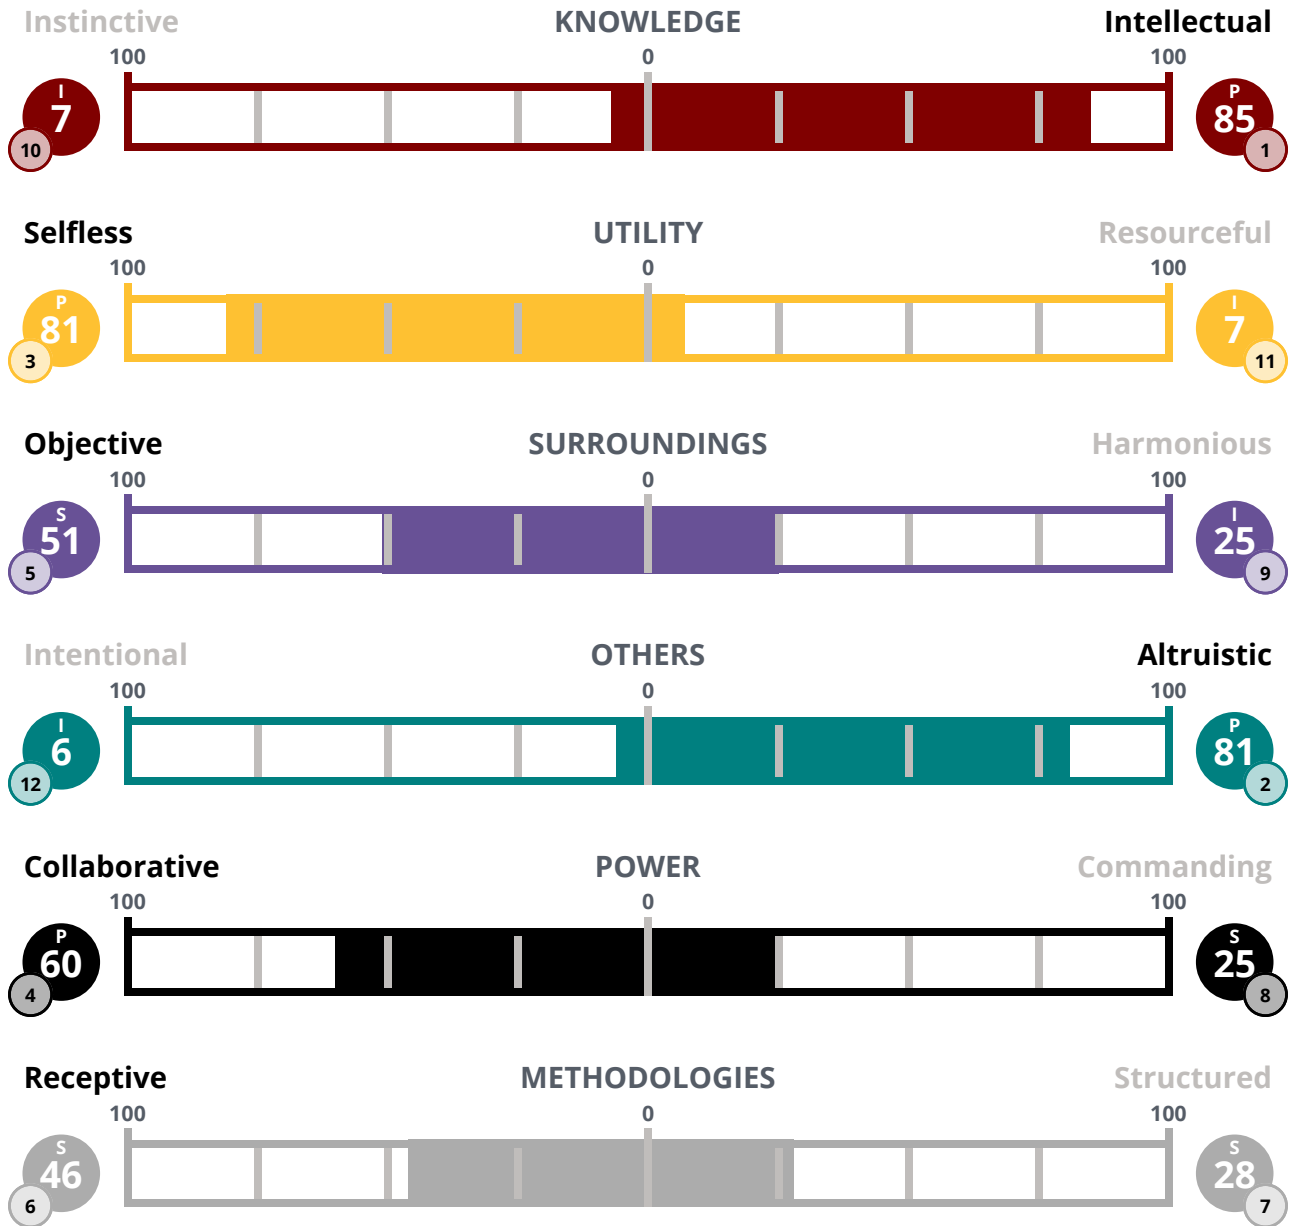 Instinctive KNOWLEDGE Intellectual
100 0 100
I P
7 85
10 1
Selfless UTILITY Resourceful
100 0 100
P I
81 7
3 11
Objective SURROUNDINGS Harmonious
100 0 100
S I
51 25
5 9
Intentional OTHERS Altruistic
100 0 100
I P
6 81
12 2
Collaborative POWER Commanding
100 0 100
P S
60 25
4 8
Receptive METHODOLOGIES Structured
100 0 100
S S
46 28
6 7